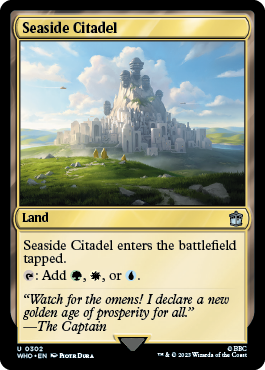 Seaside Citadel
Land
Seaside Citadel enters the battlefield
tapped.
: Add , , or .
“Watch for the omens! I declare a new
golden age of prosperity for all.”
—The Captain
U 0302
WHO • EN Piotr Dura
© BBC
™ & © 2023 Wizards of the Coast